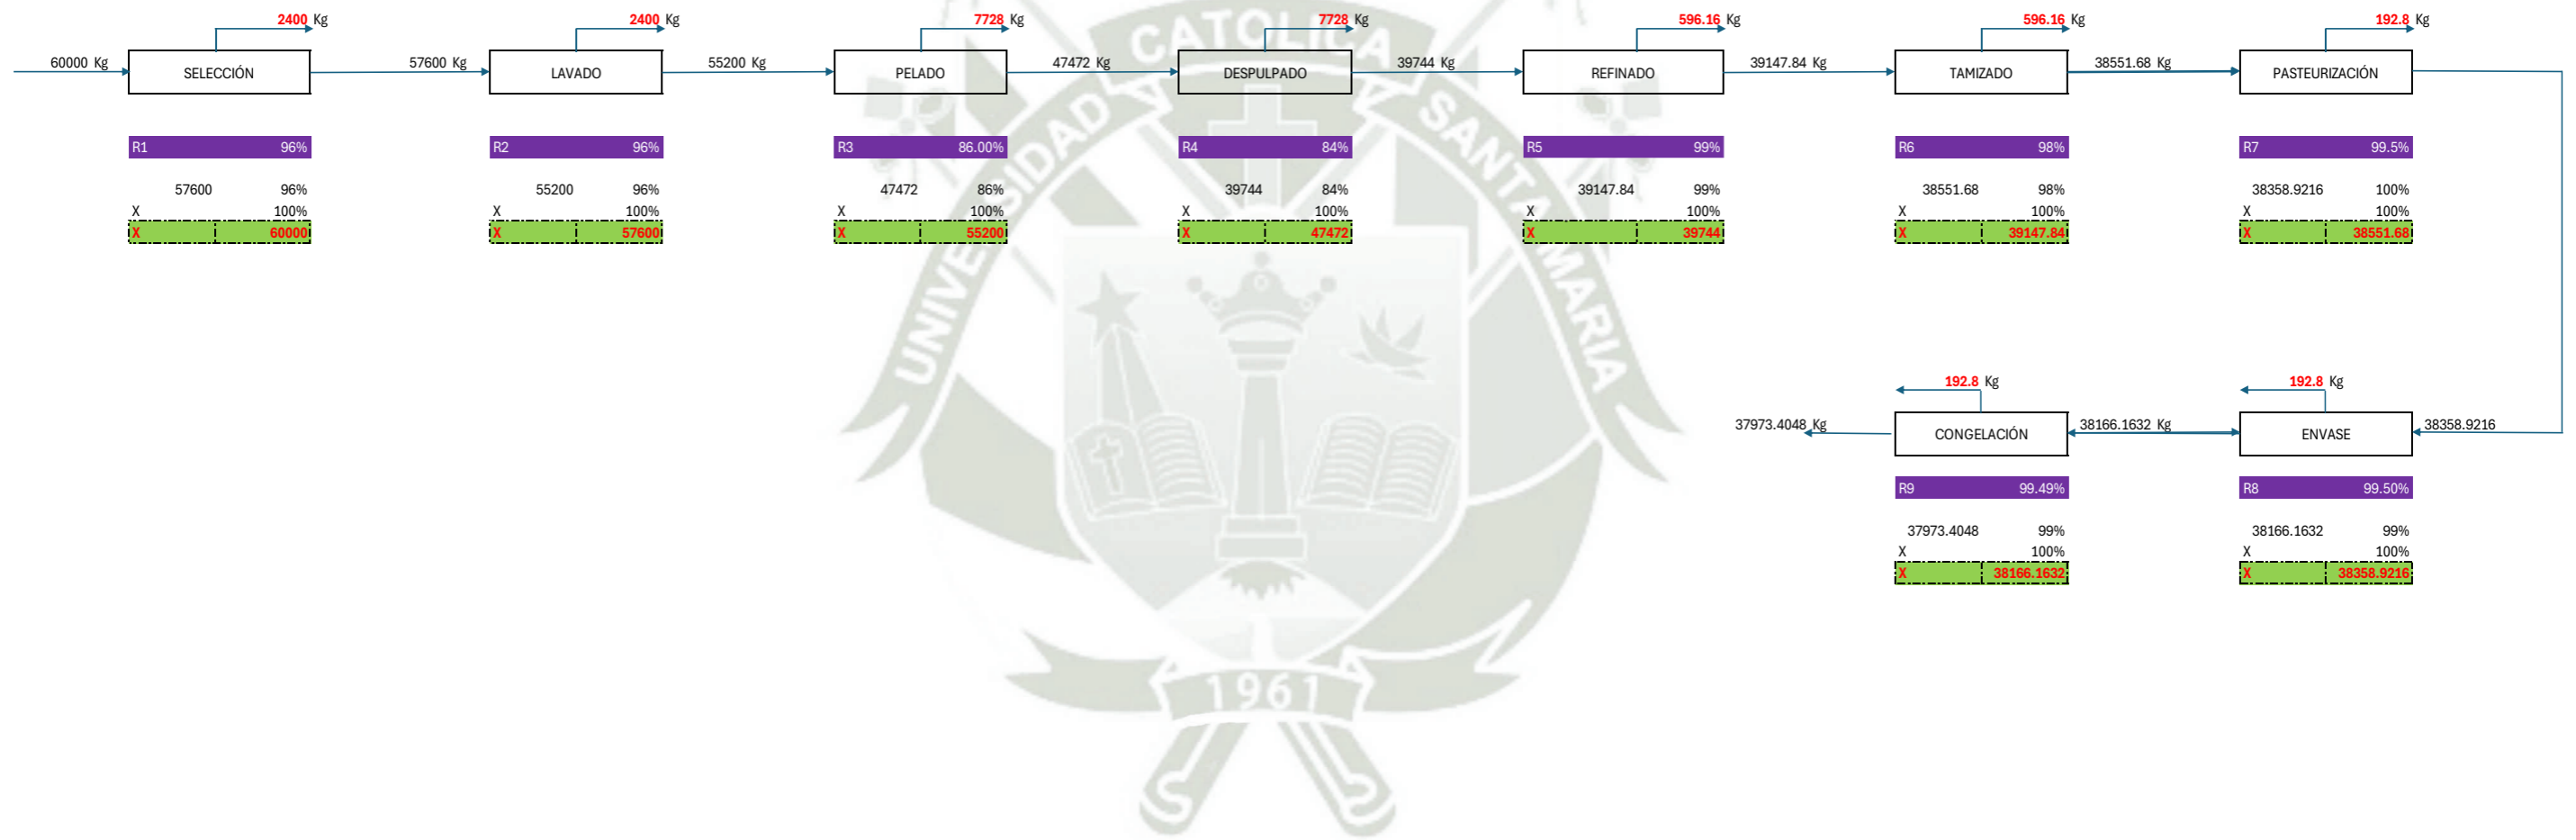 2400 Kg
2400 Kg
7728 Kg
7728 Kg
596.16 Kg
596.16 Kg
192.8 Kg
60000 Kg
SELECCIÓN
57600 Kg
LAVADO
55200 Kg
PELADO
47472 Kg
DESPULPADO
39744 Kg
REFINADO
39147.84 Kg
TAMIZADO
38551.68 Kg
PASTEURIZACIÓN
R1 96%
R2 96%
R3 86.00%
R4 84%
R5 99%
R6 98%
R7 99.5%
57600 96%
55200 96%
47472 86%
39744 84%
39147.84 99%
38551.68 98%
38358.9216 100%
X 100%
X 100%
X 100%
X 100%
X 100%
X 100%
X 100%
X 60000
X 57600
X 55200
X 47472
X 39744
X 39147.84
X 38551.68
192.8 Kg
192.8 Kg
37973.4048 Kg
CONGELACIÓN
38166.1632 Kg
ENVASE
38358.9216
R9 99.49%
R8 99.50%
37973.4048 99%
38166.1632 99%
X 100%
X 100%
X 38166.1632
X 38358.9216
UNIVERSIDAD CATOLICA SANTA MARIA
1961